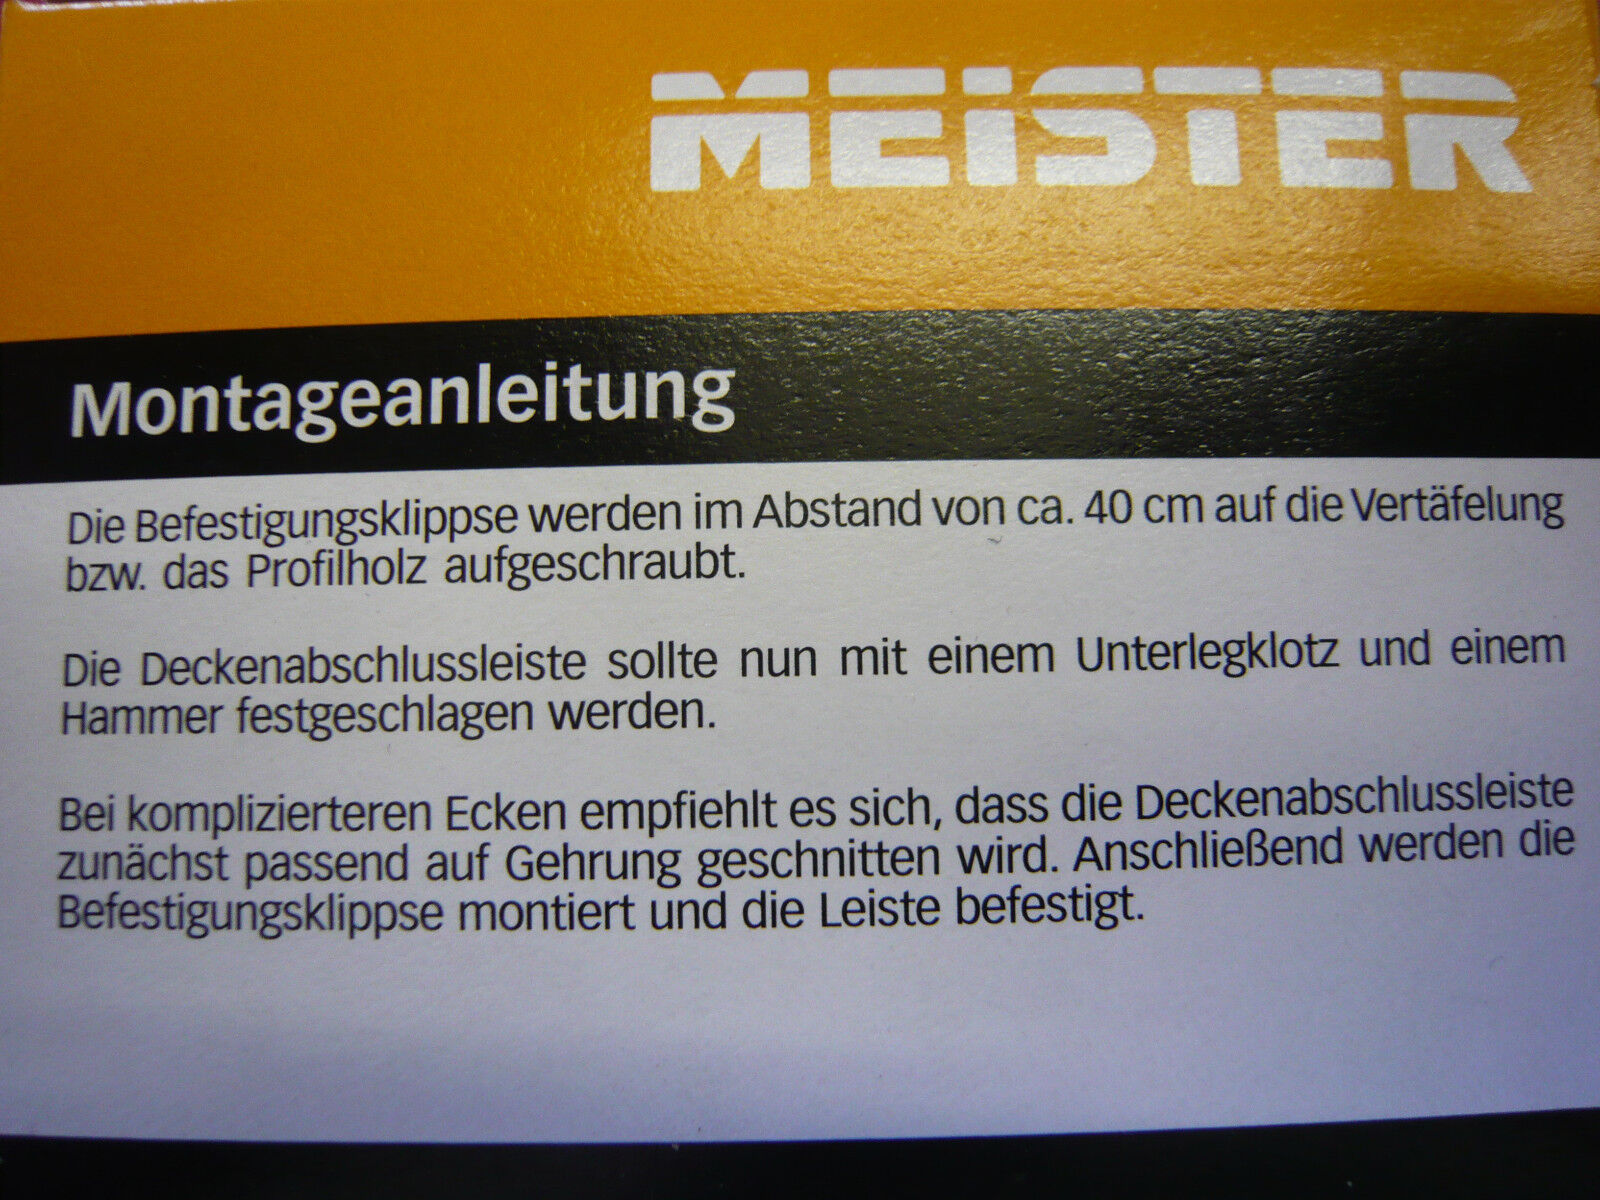 MEiSTER
Montageanleitung
Die Befestigungsklippse werden im Abstand von ca. 40 cm auf die Vertäfelung
bzw. das Profilholz aufgeschraubt.
Die Deckenabschlussleiste sollte nun mit einem Unterlegklotz und einem
Hammer festgeschlagen werden.
Bei komplizierteren Ecken empfiehlt es sich, dass die Deckenabschlussleiste
zunächst passend auf Gehrung geschnitten wird. Anschließend werden die
Befestigungsklippse montiert und die Leiste befestigt.